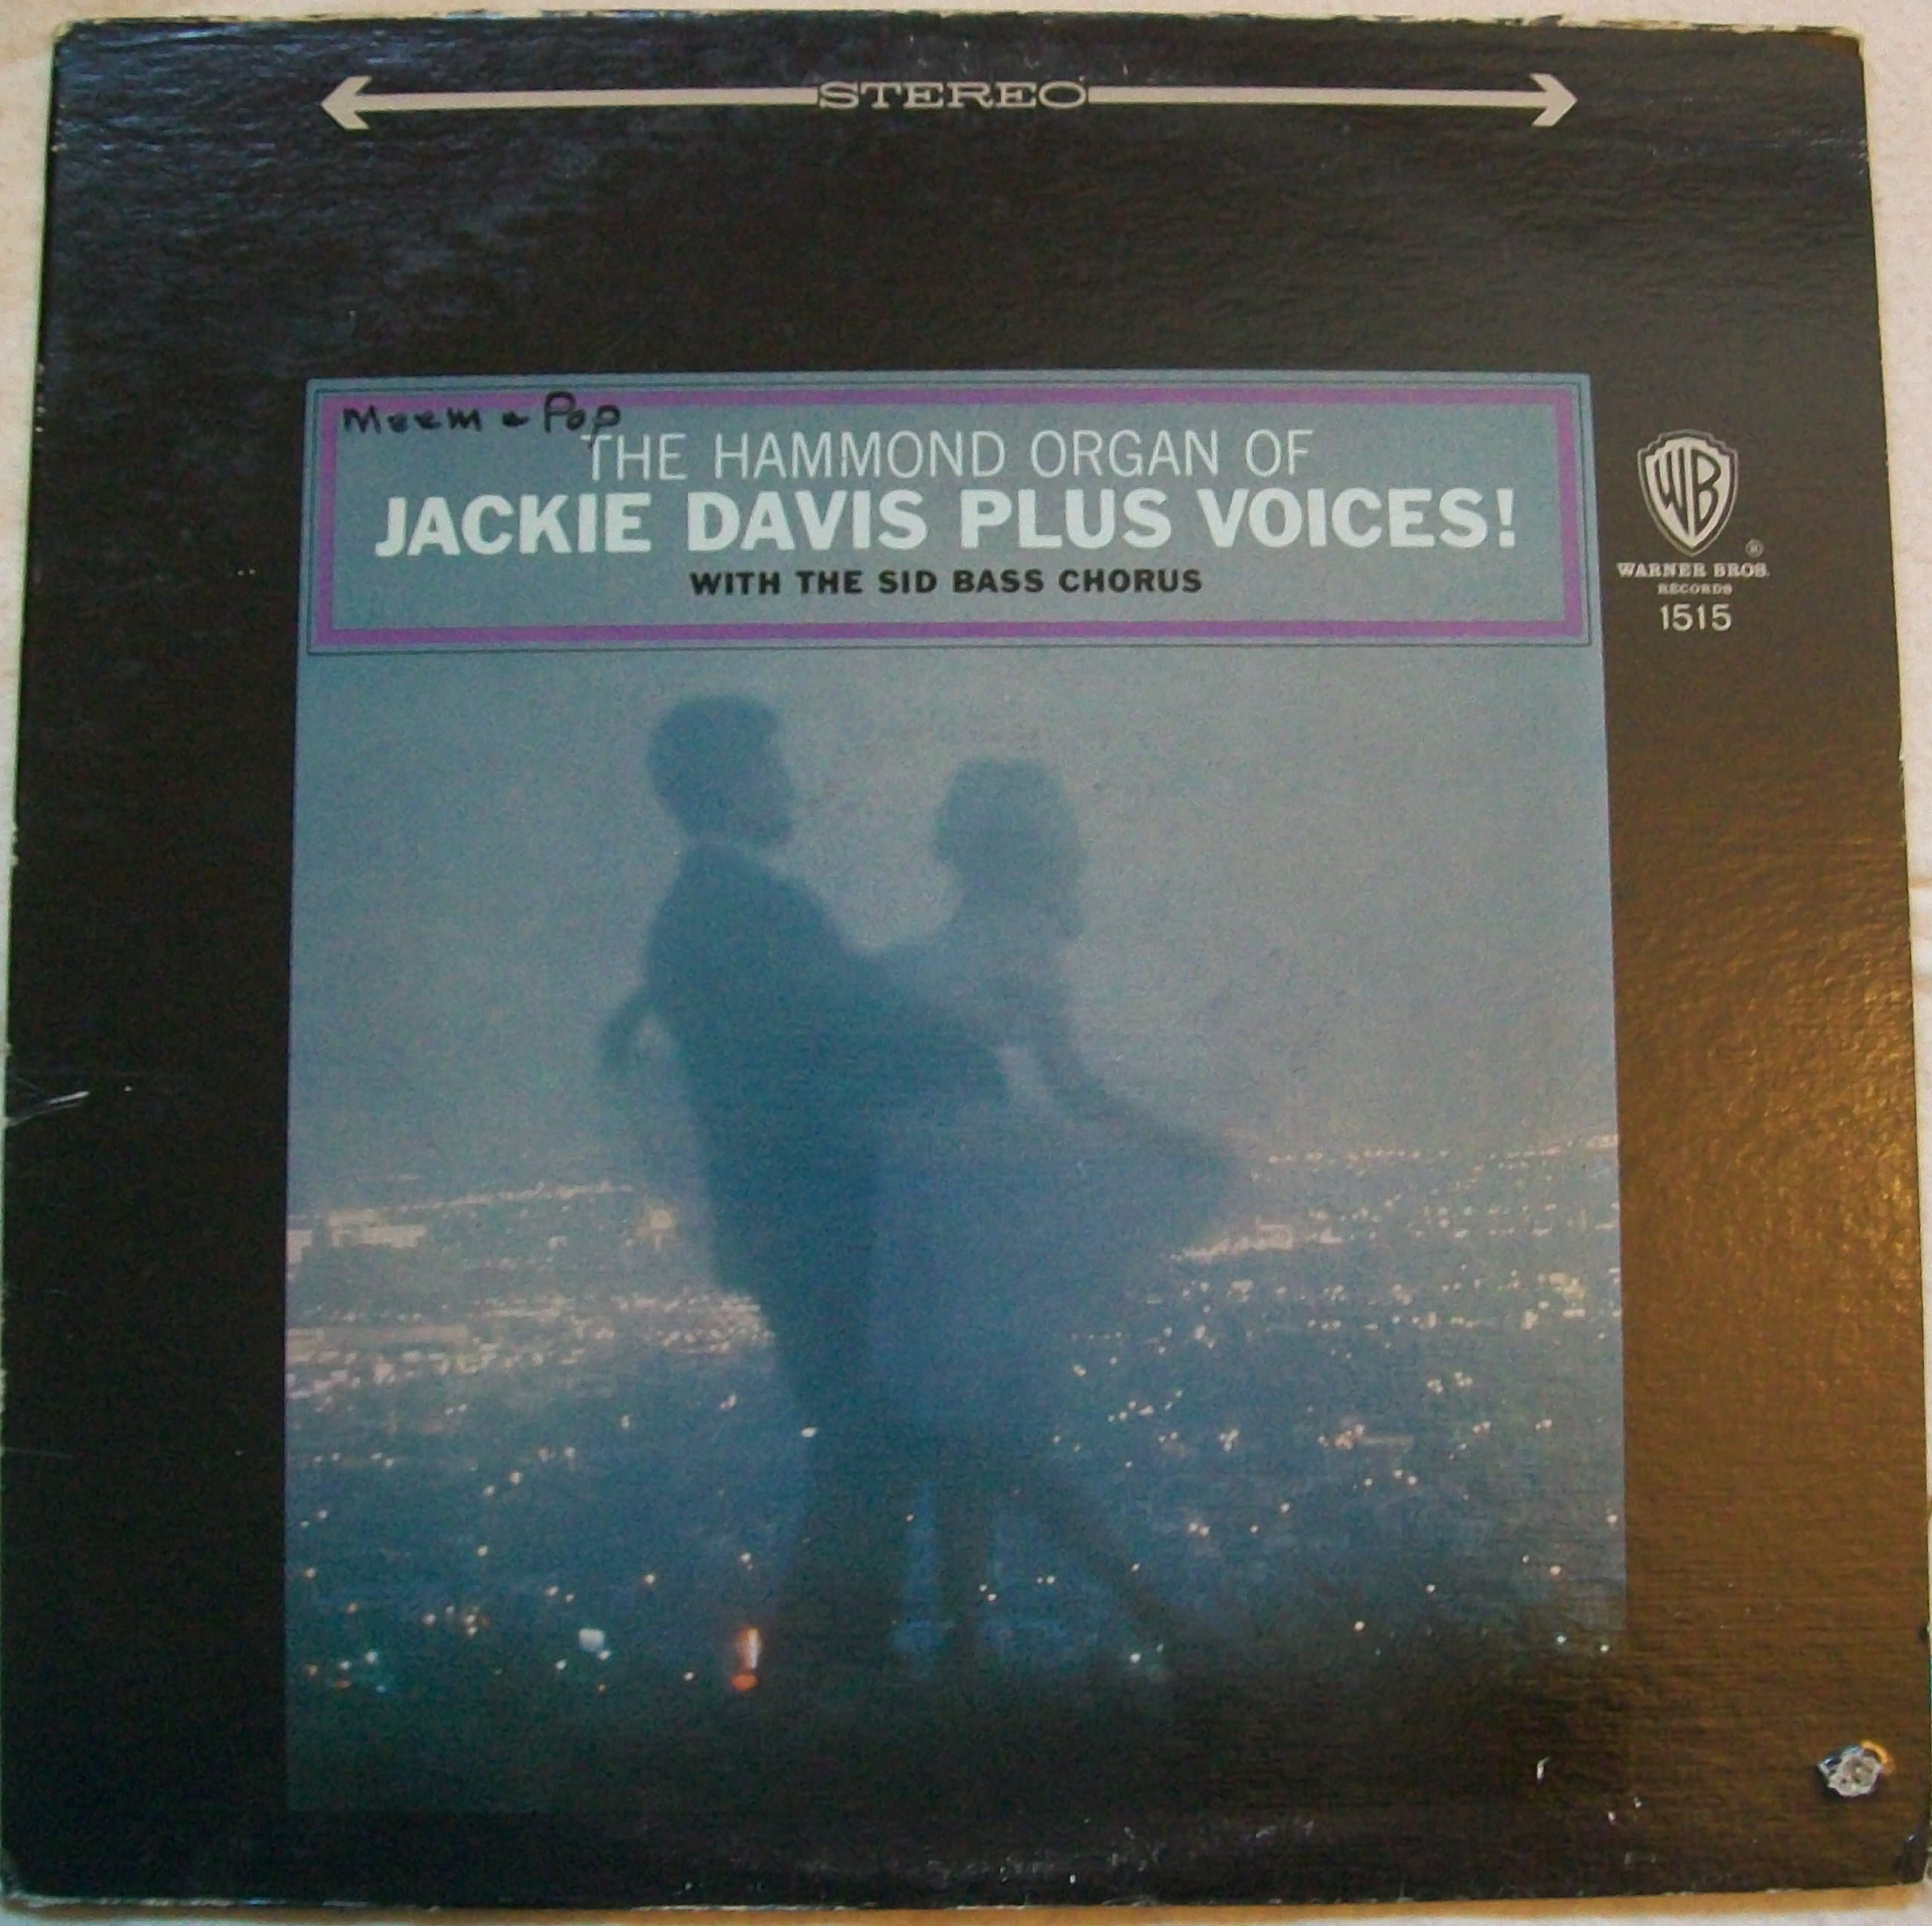 STEREO
Meem & Pop
THE HAMMOND ORGAN OF
JACKIE DAVIS PLUS VOICES!
WITH THE SID BASS CHORUS
WB
®
WARNER BROS.
RECORDS
1515